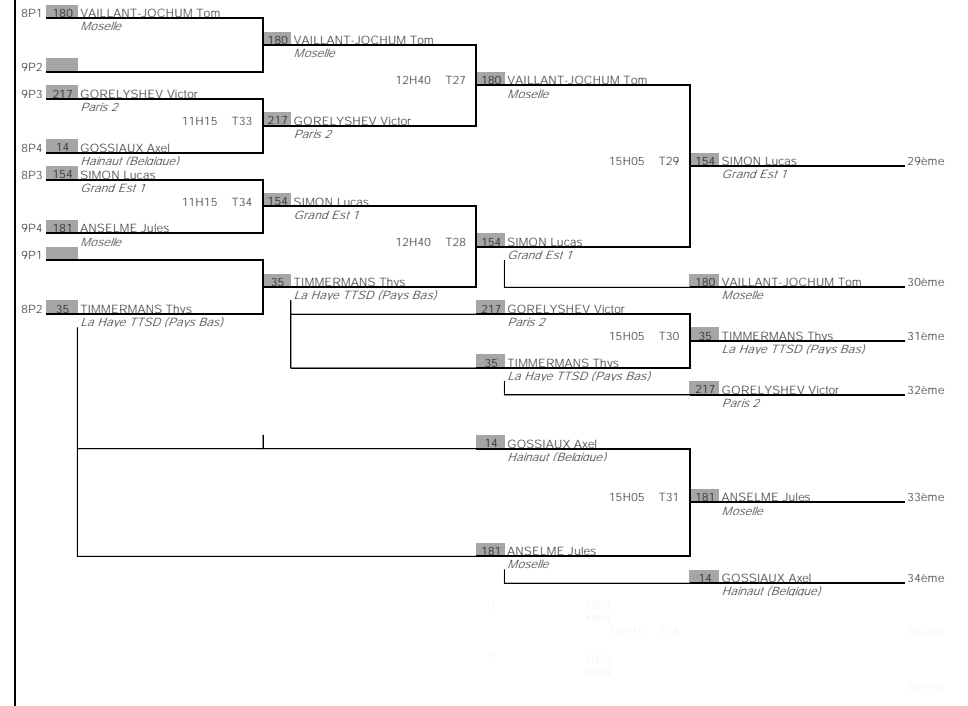 8P1 180 VAILLANT-JOCHUM Tom
Moselle
180 VAILLANT-JOCHUM Tom
Moselle
9P2
12H40 T27 180 VAILLANT-JOCHUM Tom
Moselle
9P3 217 GORELYSHEV Victor
Paris 2
11H15 T33 217 GORELYSHEV Victor
Paris 2
8P4 14 GOSSIAUX Axel
Hainaut (Belgique)
15H05 T29 154 SIMON Lucas 29ème
Grand Est 1
8P3 154 SIMON Lucas
Grand Est 1
11H15 T34 154 SIMON Lucas
Grand Est 1
9P4 181 ANSELME Jules
Moselle
12H40 T28 154 SIMON Lucas
Grand Est 1
9P1
35 TIMMERMANS Thys
La Haye TTSD (Pays Bas)
180 VAILLANT-JOCHUM Tom 30ème
Moselle
8P2 35 TIMMERMANS Thys
La Haye TTSD (Pays Bas)
217 GORELYSHEV Victor
Paris 2
15H05 T30 35 TIMMERMANS Thys 31ème
La Haye TTSD (Pays Bas)
35 TIMMERMANS Thys
La Haye TTSD (Pays Bas)
217 GORELYSHEV Victor 32ème
Paris 2
14 GOSSIAUX Axel
Hainaut (Belgique)
15H05 T31 181 ANSELME Jules 33ème
Moselle
181 ANSELME Jules
Moselle
14 GOSSIAUX Axel 34ème
Hainaut (Belgique)
0 #N/A
#N/A
0 #N/A
#N/A